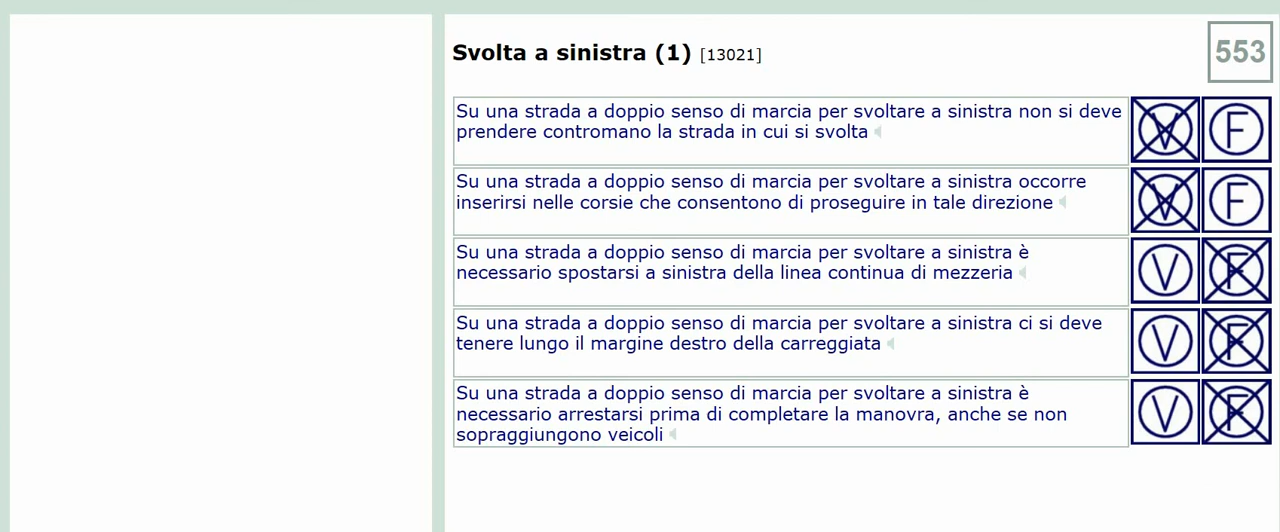 Svolta a sinistra (1) [13021]
553
Su una strada a doppio senso di marcia per svoltare a sinistra non si deve
prendere contromano la strada in cui si svolta
V F
Su una strada a doppio senso di marcia per svoltare a sinistra occorre
inserirsi nelle corsie che consentono di proseguire in tale direzione
V F
Su una strada a doppio senso di marcia per svoltare a sinistra è
necessario spostarsi a sinistra della linea continua di mezzeria
V F
Su una strada a doppio senso di marcia per svoltare a sinistra ci si deve
tenere lungo il margine destro della carreggiata
V F
Su una strada a doppio senso di marcia per svoltare a sinistra è
necessario arrestarsi prima di completare la manovra, anche se non
sopraggiungono veicoli
V F